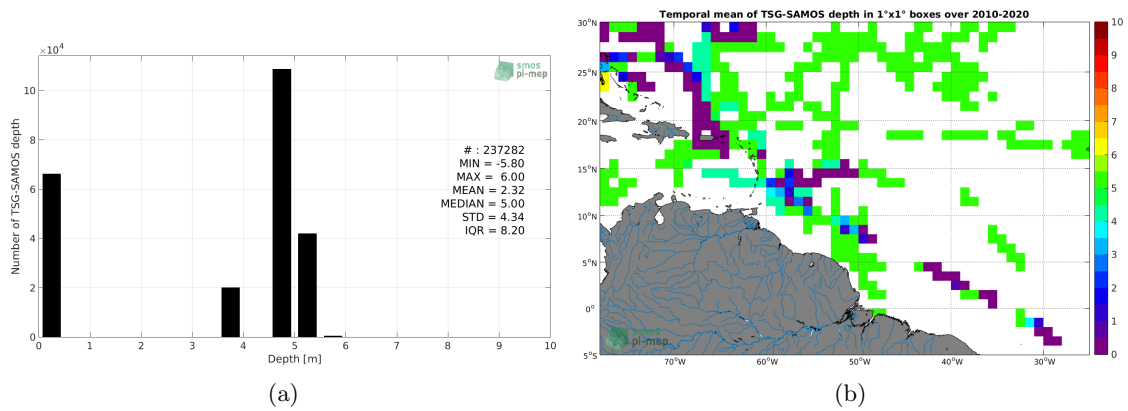 Temporal mean of TSG-SAMOS depth in 1°x1° boxes over 2010-2020
×10⁴
smos
pi-mep
# : 237282
MIN = -5.80
MAX = 6.00
MEAN = 2.32
MEDIAN = 5.00
STD = 4.34
IQR = 8.20
Number of TSG-SAMOS depth
10
8
6
4
2
0
0 1 2 3 4 5 6 7 8 9 10
Depth [m]
(a)
30°N
25°N
20°N
15°N
10°N
5°N
0°
5°S
70°W 60°W 50°W 40°W 30°W
smos
pi-mep
10
9
8
7
6
5
4
3
2
1
0
(b)